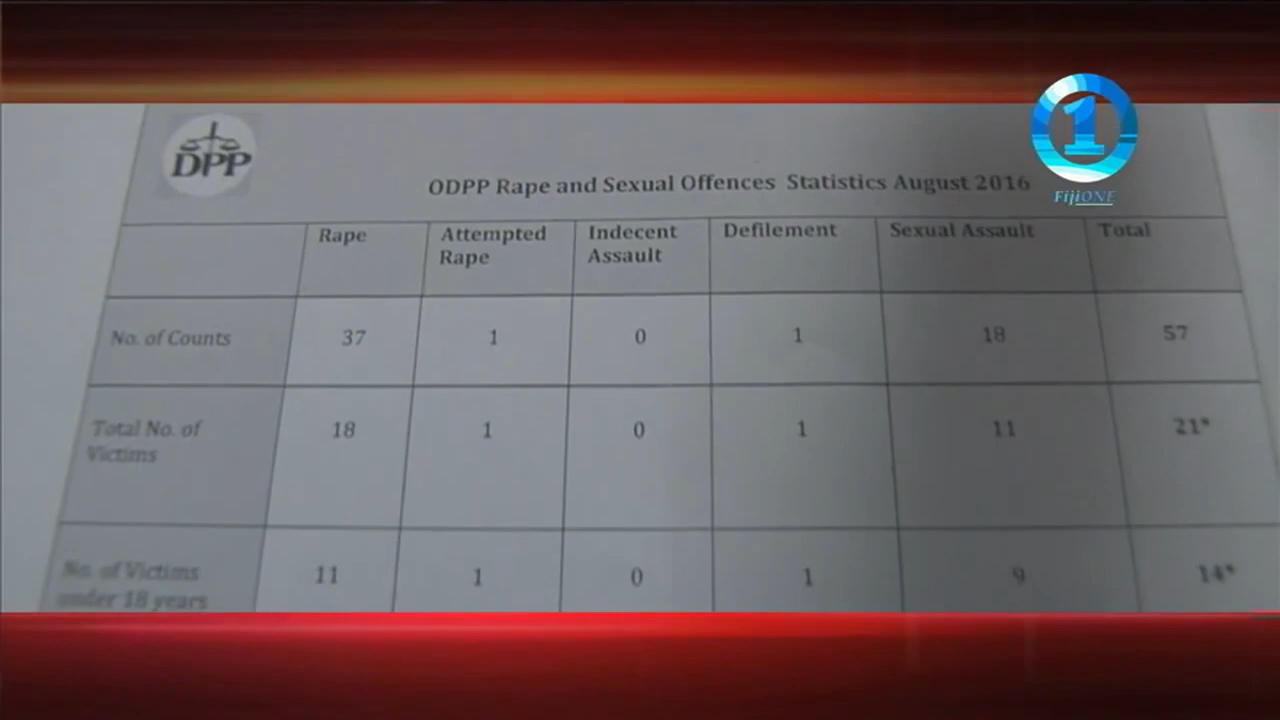 1
FijiONE
DPP
ODPP Rape and Sexual Offences Statistics August 2016
Rape
Attempted
Rape
Indecent
Assault
Defilement
Sexual Assault
Total
No. of Counts
37
1
0
1
18
57
Total No. of
Victims
18
1
0
1
11
21*
No. of Victims
under 18 years
11
1
0
1
9
14*